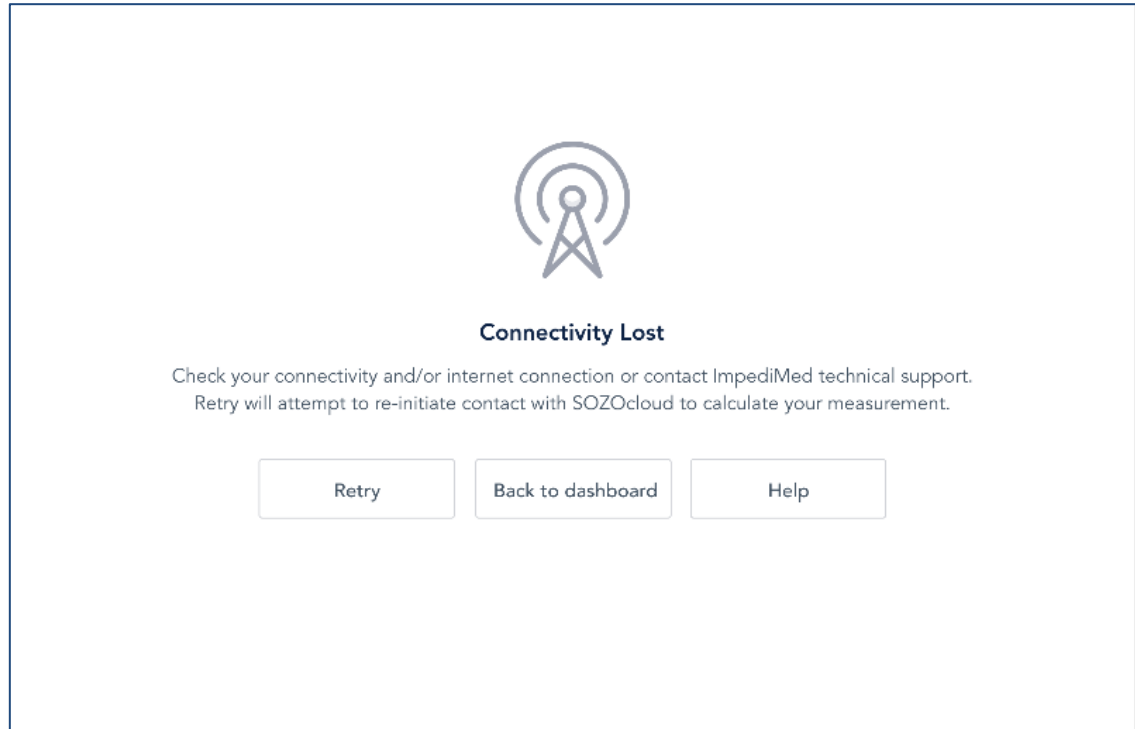 Connectivity Lost
Check your connectivity and/or internet connection or contact ImpediMed technical support.
Retry will attempt to re-initiate contact with SOZOcloud to calculate your measurement.
Retry
Back to dashboard
Help